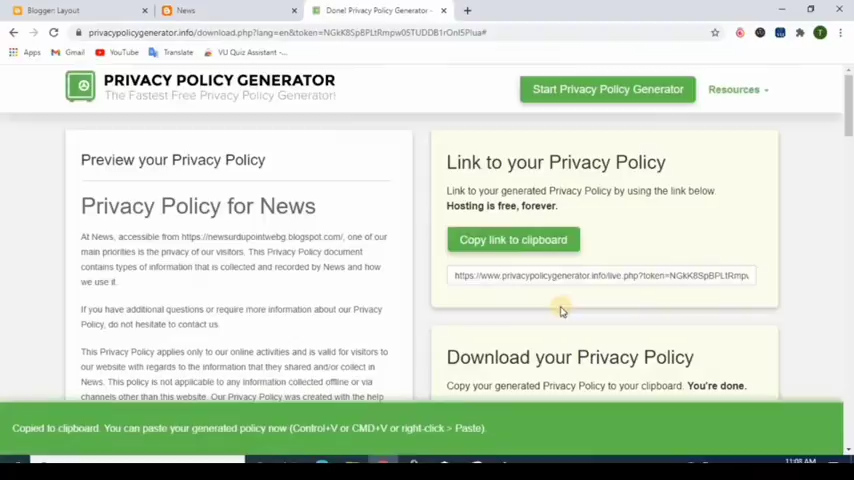 Blogger: Layout
News
Done! Privacy Policy Generator -
privacypolicygenerator.info/download.php?lang=en&token=
Apps
Gmail
YouTube
Translate
VU Quiz Assistant -...
PRIVACY POLICY GENERATOR
The Fastest Free Privacy Policy Generator!
Start Privacy Policy Generator
Resources
Preview your Privacy Policy
Privacy Policy for News
At News, accessible from https://newsurdupointwebg.blogspot.com/, one of our
main priorities is the privacy of our visitors. This Privacy Policy document
contains types of information that is collected and recorded by News and how
we use it.
If you have additional questions or require more information about our Privacy
Policy, do not hesitate to contact us.
This Privacy Policy applies only to our online activities and is valid for visitors to
our website with regards to the information that they shared and/or collect in
News. This policy is not applicable to any information collected offline or via
channels other than this website. Our Privacy Policy was created with the help
Link to your Privacy Policy
Link to your generated Privacy Policy by using the link below
Hosting is free, forever.
Copy link to clipboard
https://www.privacypolicygenerator.info/live.php?token=
Download your Privacy Policy
Copy your generated Privacy Policy to your clipboard. You're done.
Copied to clipboard. You can paste your generated policy now (Control+V or CMD+V or right-click > Paste).
11:08 AM